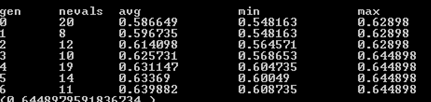 gen nevals avg min max
0 20 0.586649 0.548163 0.62898
1 8 0.596735 0.548163 0.62898
2 12 0.614098 0.564571 0.62898
3 10 0.625731 0.568653 0.644898
4 19 0.631147 0.604735 0.644898
5 14 0.63369 0.60049 0.644898
6 11 0.639882 0.608735 0.644898
(0.6448979591836734,)